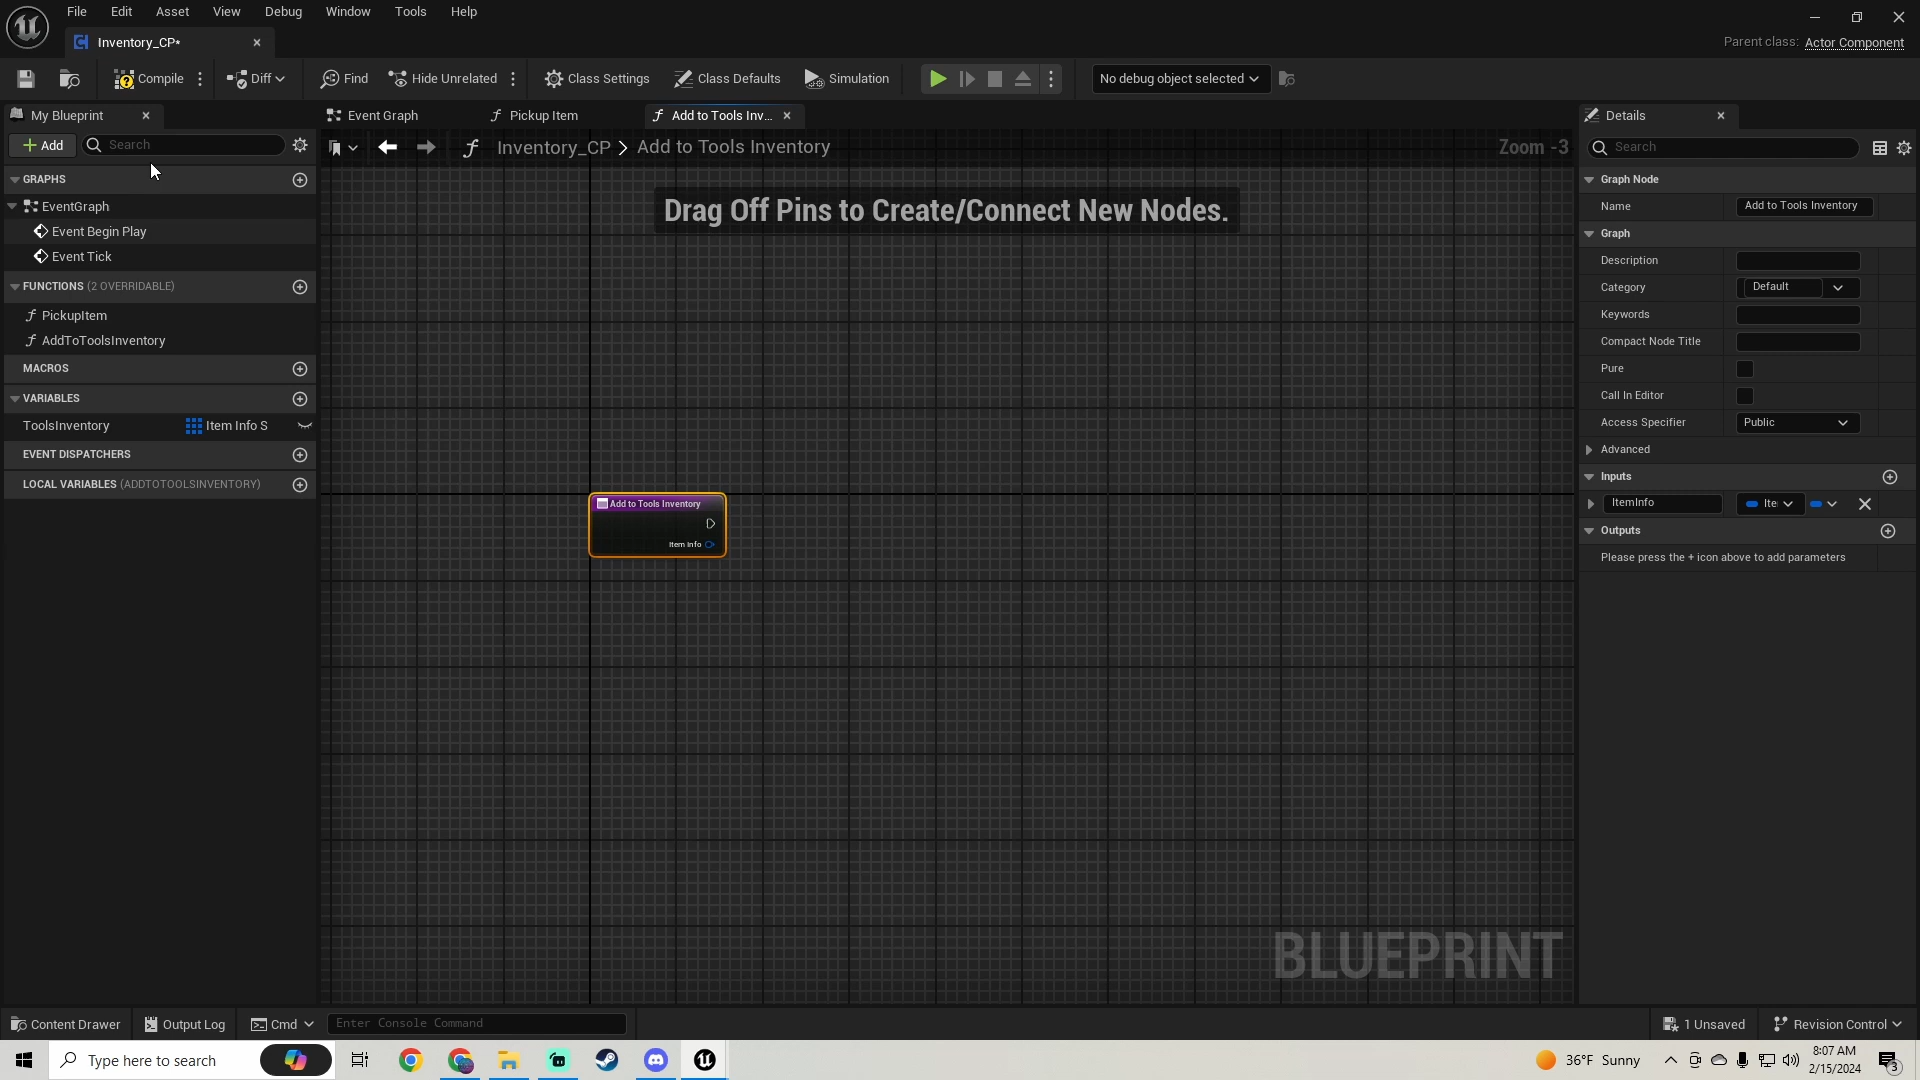 File Edit Asset View Debug Window Tools Help
Inventory_CP*
Parent class: Actor Component
Compile Diff Find Hide Unrelated Class Settings Class Defaults Simulation No debug object selected
My Blueprint
Event Graph
Pickup Item
Add to Tools Inv...
Details
Add
Search
Inventory_CP > Add to Tools Inventory
Zoom -3
Search
GRAPHS
EventGraph
Event Begin Play
Event Tick
FUNCTIONS (2 OVERRIDABLE)
PickupItem
AddToToolsInventory
MACROS
VARIABLES
ToolsInventory Item Info S
EVENT DISPATCHERS
LOCAL VARIABLES (ADDTOTOOLSINVENTORY)
Drag Off Pins to Create/Connect New Nodes.
Add to Tools Inventory
Item Info
BLUEPRINT
Graph Node
Name Add to Tools Inventory
Graph
Description
Category Default
Keywords
Compact Node Title
Pure
Call In Editor
Access Specifier Public
Advanced
Inputs
ItemInfo Ite
Outputs
Please press the + icon above to add parameters
Content Drawer Output Log Cmd Enter Console Command 1 Unsaved Revision Control
Type here to search
36°F Sunny
8:07 AM
2/15/2024
3